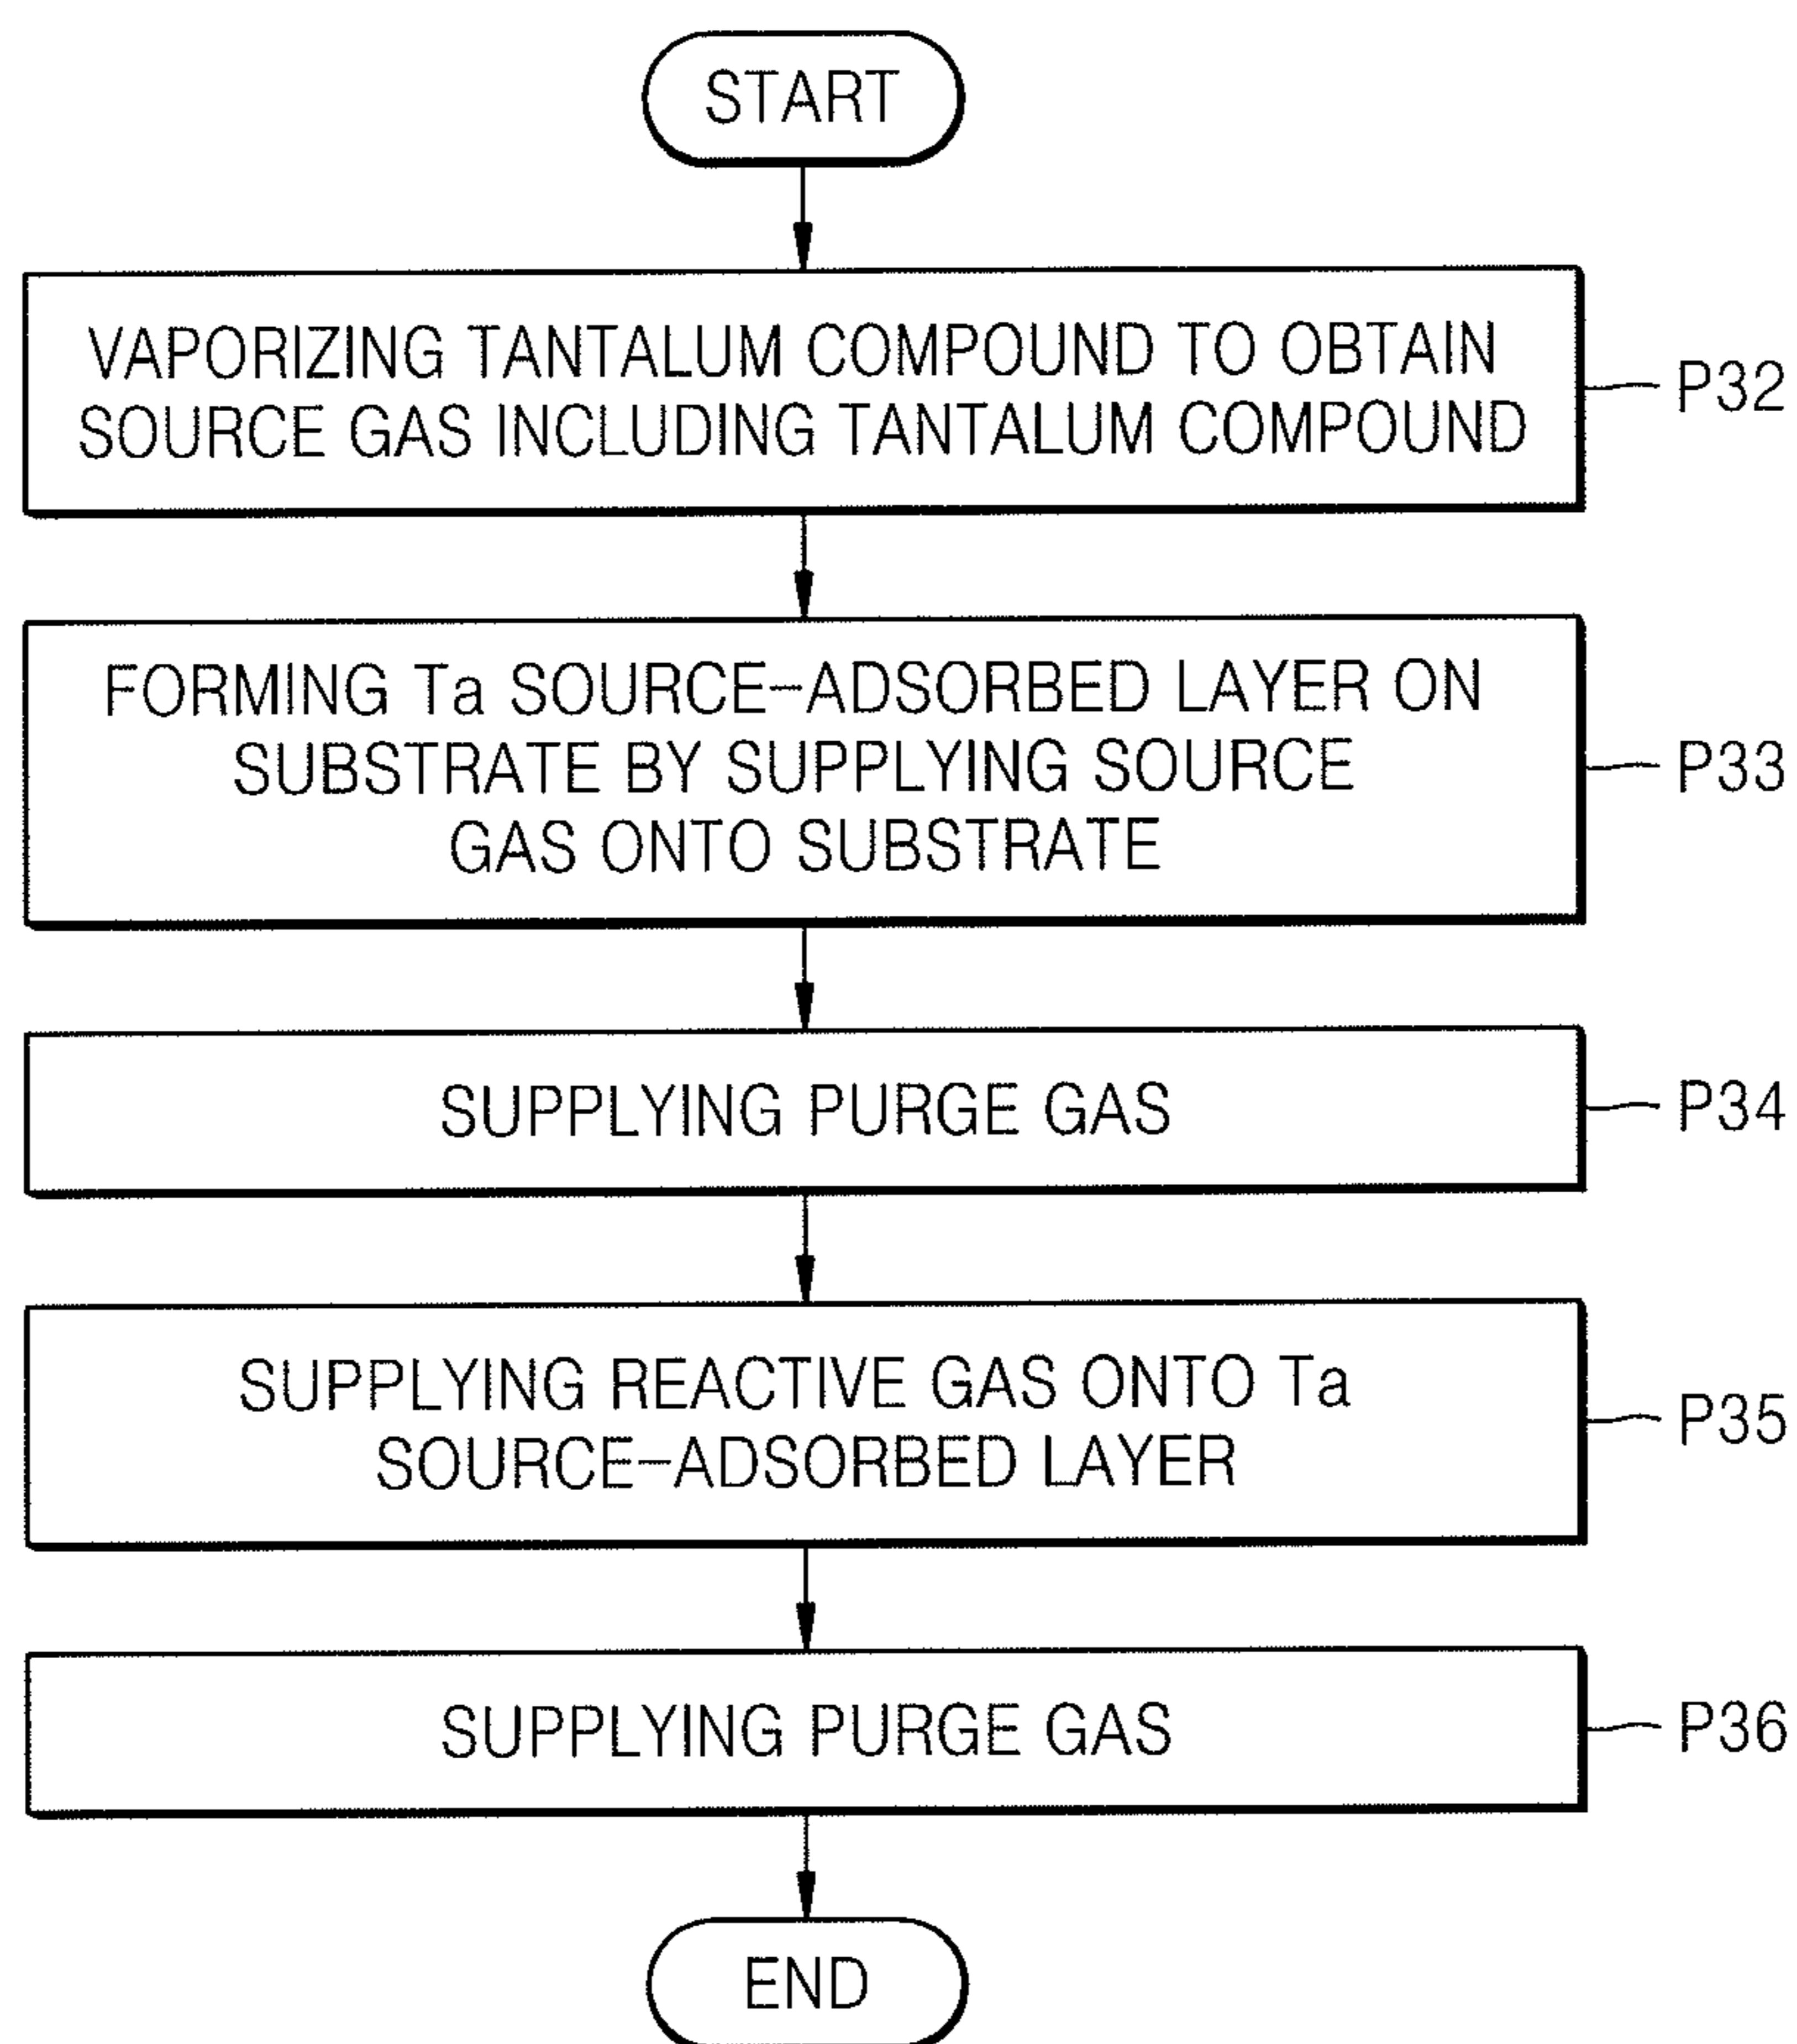 START
VAPORIZING TANTALUM COMPOUND TO OBTAIN
SOURCE GAS INCLUDING TANTALUM COMPOUND
P32
FORMING Ta SOURCE-ADSORBED LAYER ON
SUBSTRATE BY SUPPLYING SOURCE
GAS ONTO SUBSTRATE
P33
SUPPLYING PURGE GAS
P34
SUPPLYING REACTIVE GAS ONTO Ta
SOURCE-ADSORBED LAYER
P35
SUPPLYING PURGE GAS
P36
END